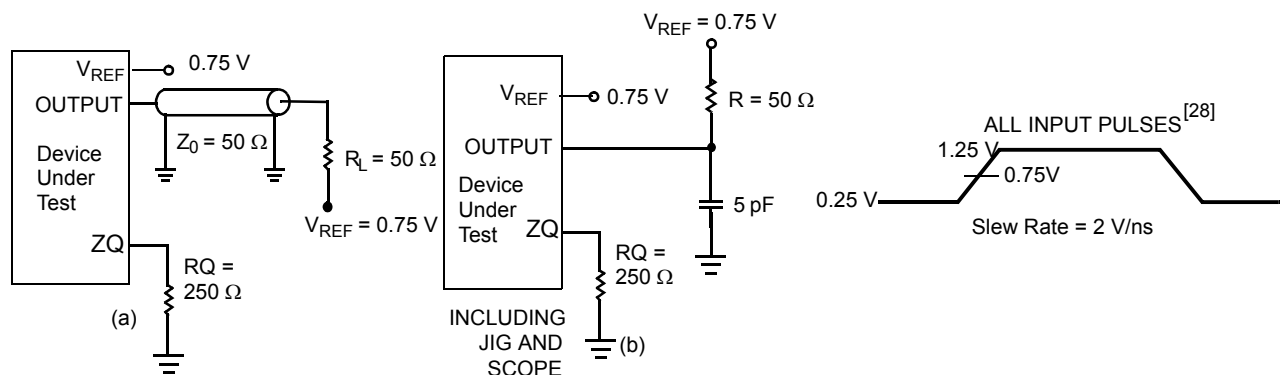 V_REF 0.75 V
OUTPUT
Z_0 = 50 Ω
Device
Under
Test
R_L = 50 Ω
V_REF = 0.75 V
ZQ
RQ =
250 Ω
(a)
V_REF = 0.75 V
V_REF 0.75 V
R = 50 Ω
OUTPUT
Device
Under
Test
5 pF
ZQ
RQ =
250 Ω
INCLUDING
JIG AND
SCOPE
(b)
ALL INPUT PULSES[28]
1.25 V
0.75V
0.25 V
Slew Rate = 2 V/ns